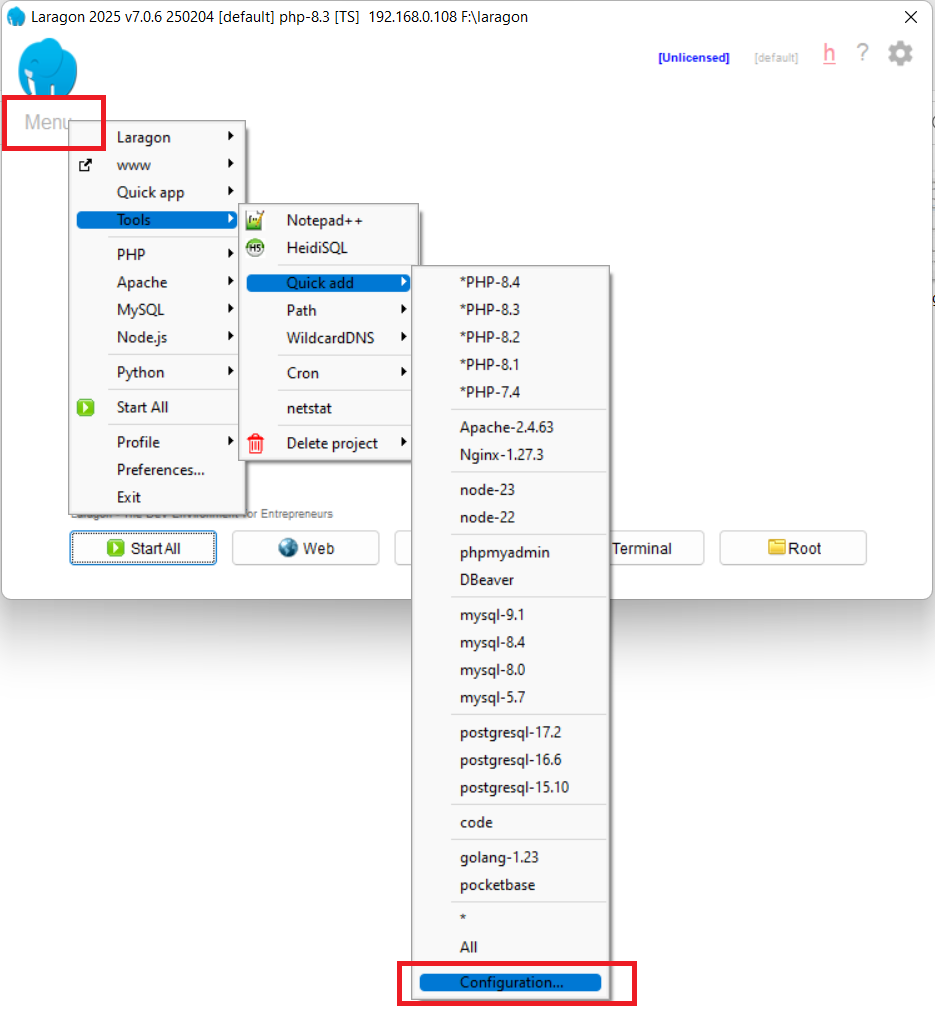 Laragon 2025 v7.0.6 250204 [default] php-8.3 [TS] 192.168.0.108 F:\laragon
[Unlicensed] [default] h ?
Menu
Laragon
www
Quick app
Tools
PHP
Apache
MySQL
Node.js
Python
Start All
Profile
Preferences...
Exit
Notepad++
HeidiSQL
Quick add
Path
WildcardDNS
Cron
netstat
Delete project
*PHP-8.4
*PHP-8.3
*PHP-8.2
*PHP-8.1
*PHP-7.4
Apache-2.4.63
Nginx-1.27.3
node-23
node-22
phpmyadmin
DBeaver
mysql-9.1
mysql-8.4
mysql-8.0
mysql-5.7
postgresql-17.2
postgresql-16.6
postgresql-15.10
code
golang-1.23
pocketbase
*
All
Configuration...
for Entrepreneurs
Start All Web Terminal Root